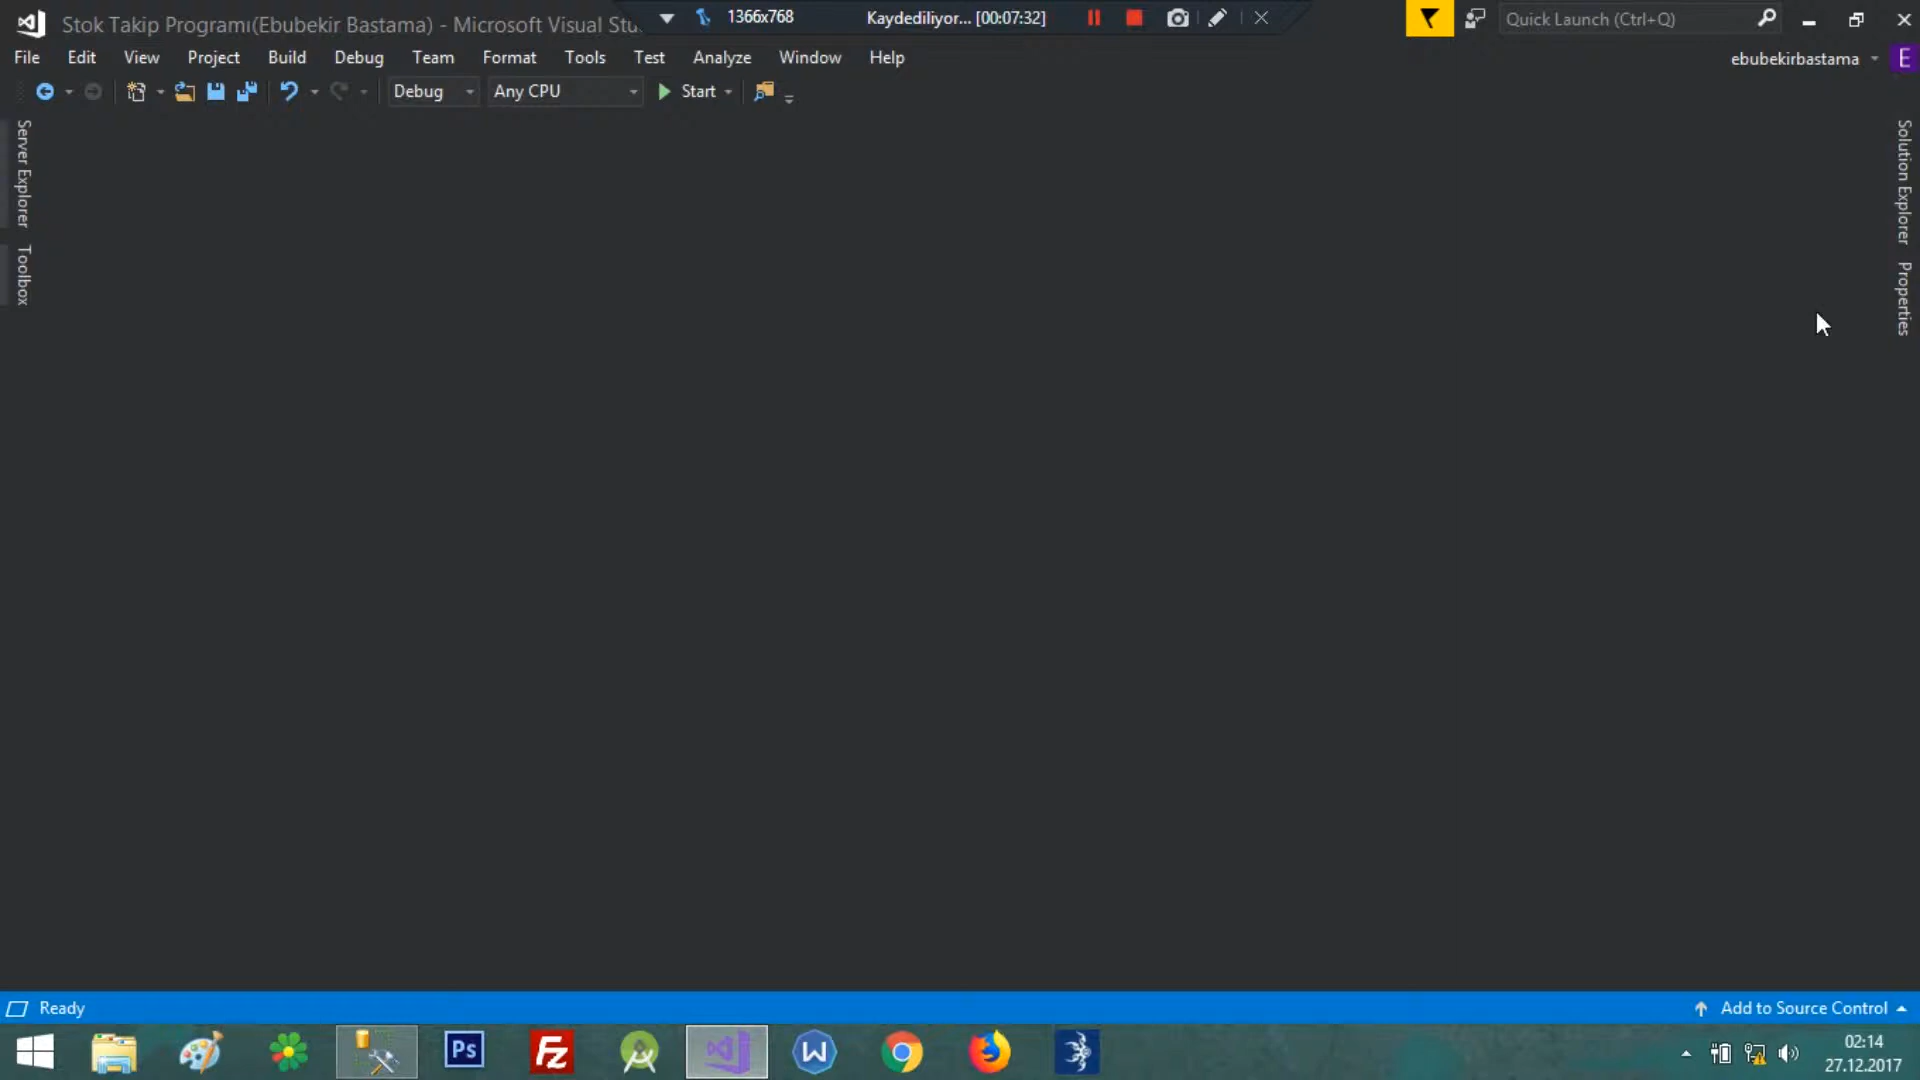 Stok Takip Programı(Ebubekir Bastama) - Microsoft Visual Stu
1366x768
Kaydediliyor... [00:07:32]
Quick Launch (Ctrl+Q)
File Edit View Project Build Debug Team Format Tools Test Analyze Window Help
ebubekirbastama
E
Debug
Any CPU
Start
Server Explorer
Toolbox
Solution Explorer
Properties
Ready
Add to Source Control
Ps
Fz
W
02:14
27.12.2017